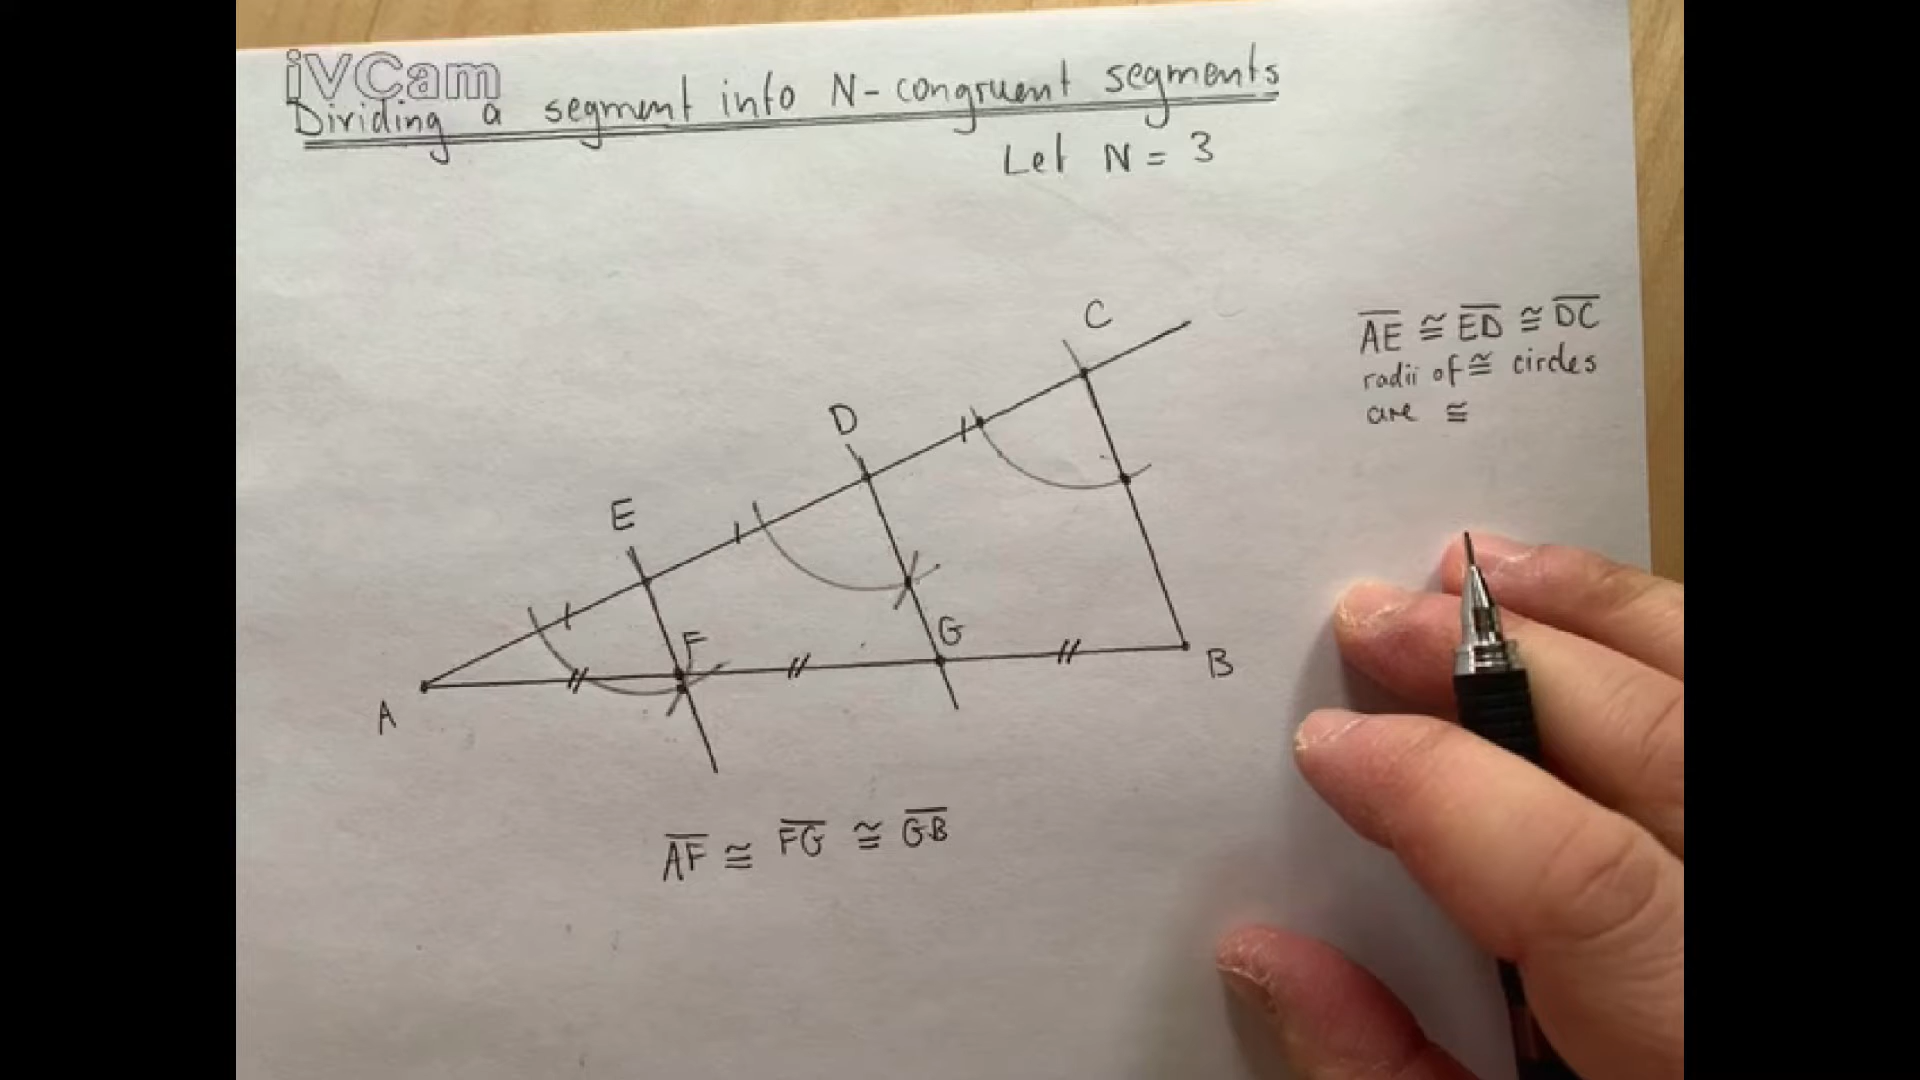 iVCam
Dividing a segment into N-congruent segments
Let N = 3
C
D
E
F
G
A
B
AE ≅ ED ≅ DC
radii of ≅ circles
are ≅
AF ≅ FG ≅ GB